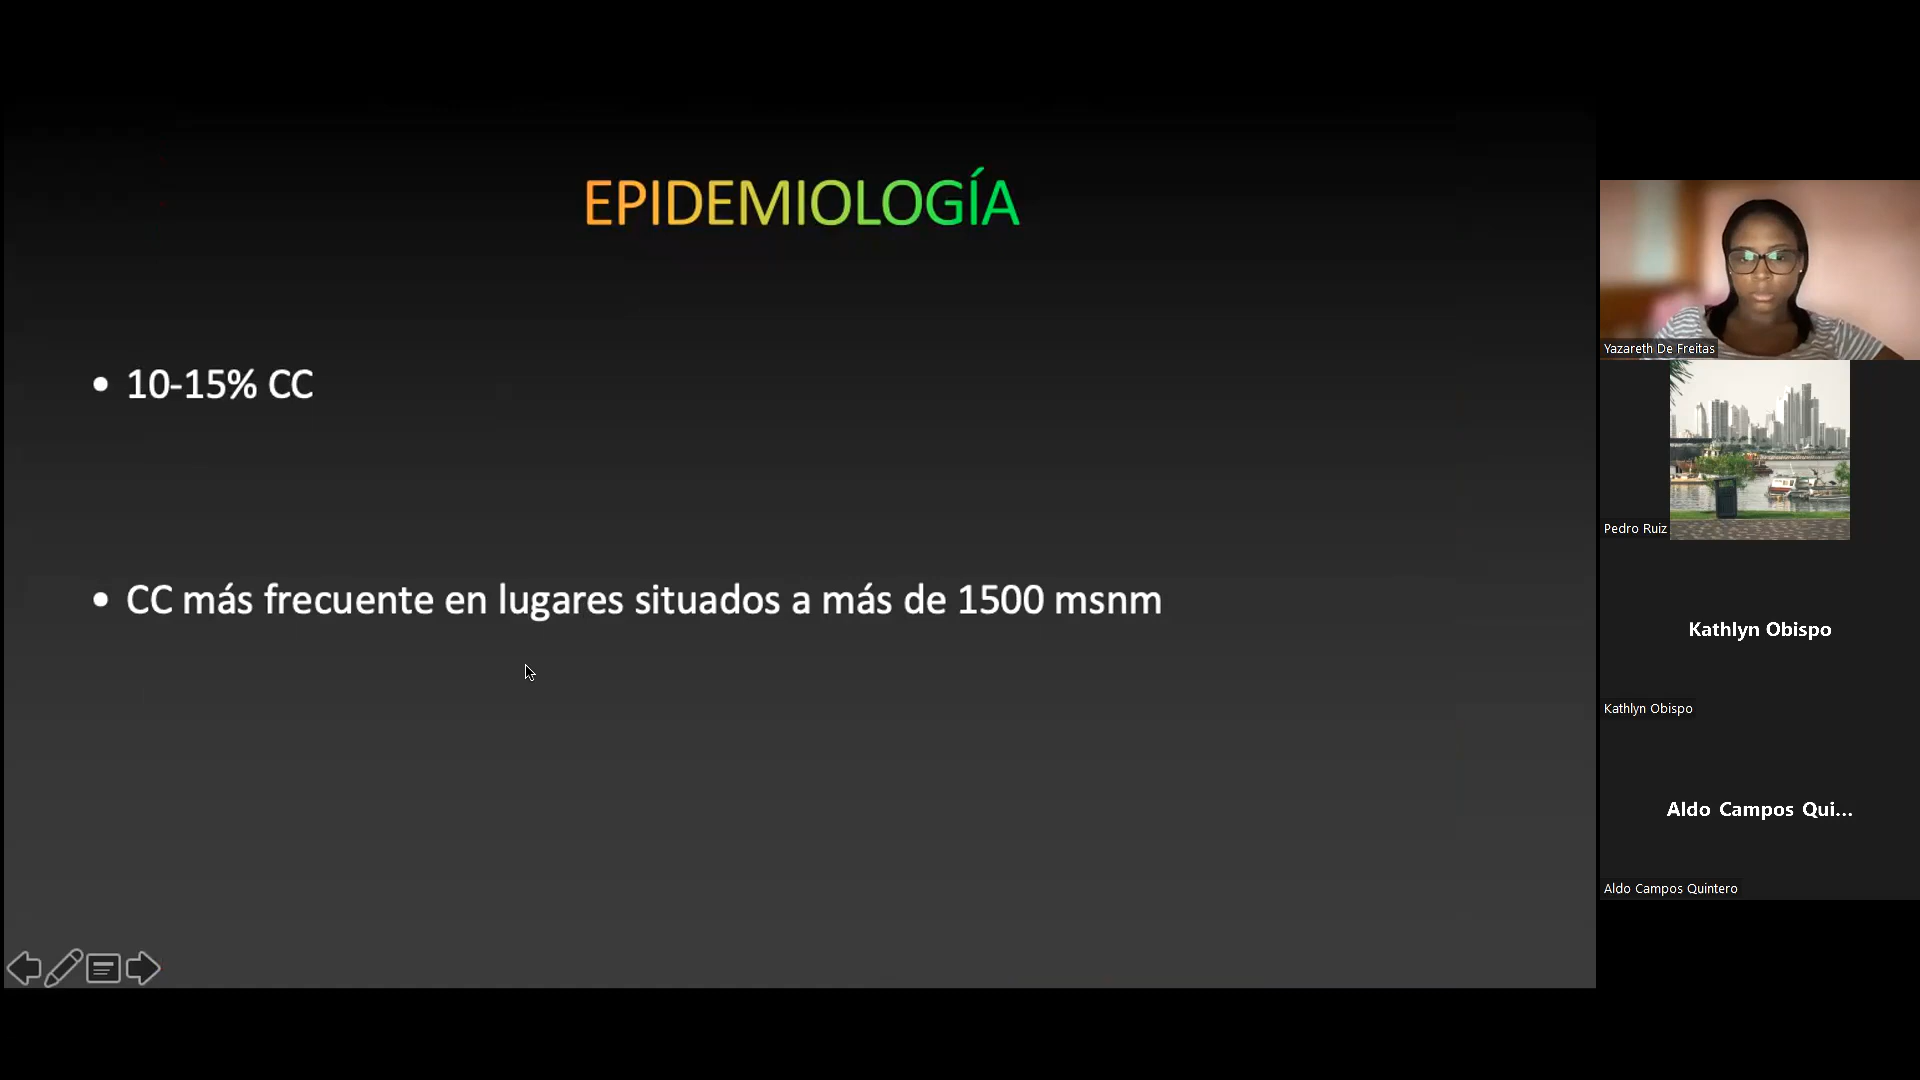 EPIDEMIOLOGÍA
• 10-15% CC
• CC más frecuente en lugares situados a más de 1500 msnm
Yazareth De Freitas
Pedro Ruiz
Kathlyn Obispo
Kathlyn Obispo
Aldo Campos Qui...
Aldo Campos Quintero